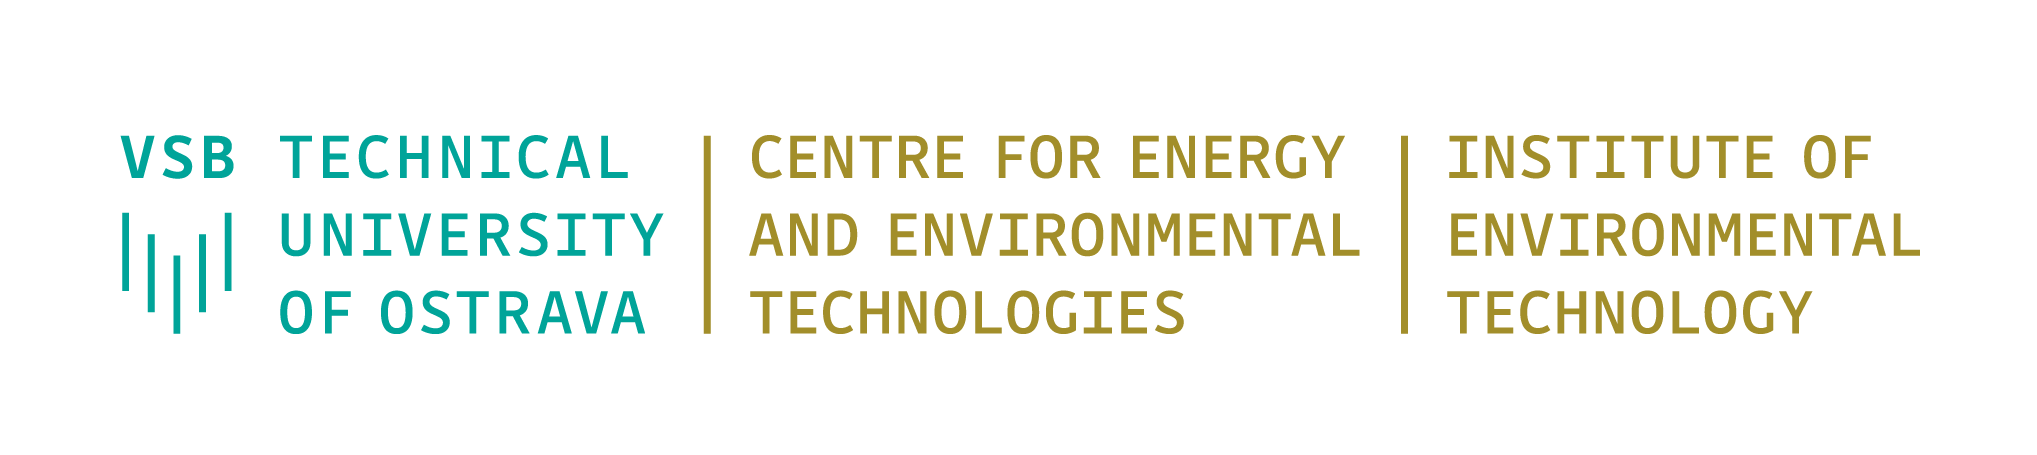 VSB TECHNICAL
UNIVERSITY
OF OSTRAVA
CENTRE FOR ENERGY
AND ENVIRONMENTAL
TECHNOLOGIES
INSTITUTE OF
ENVIRONMENTAL
TECHNOLOGY